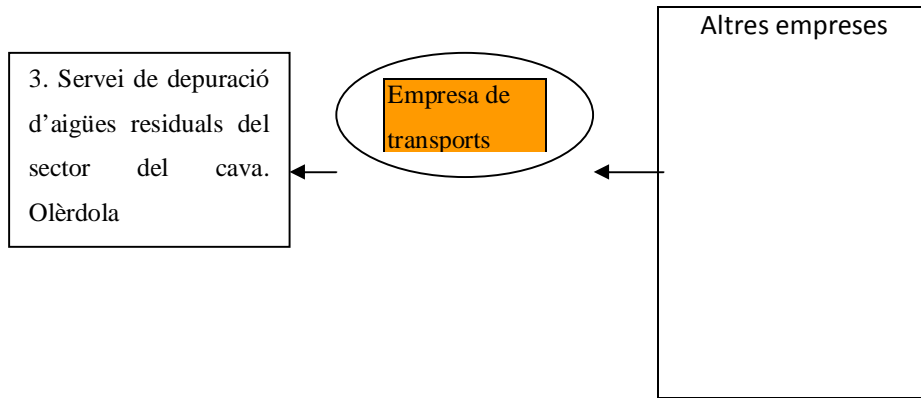 Altres empreses
3. Servei de depuració
d’aigües residuals del
sector del cava.
Olèrdola
Empresa de
transports